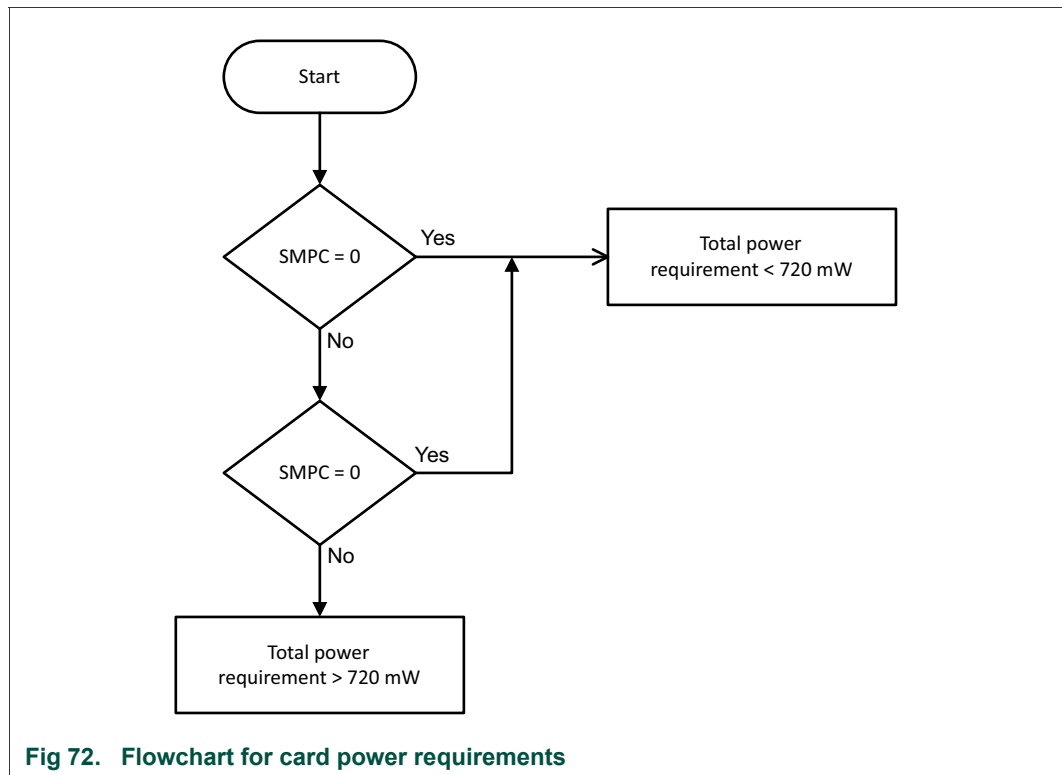 Start
SMPC = 0
Yes
Total power
requirement < 720 mW
No
SMPC = 0
Yes
No
Total power
requirement > 720 mW
Fig 72. Flowchart for card power requirements